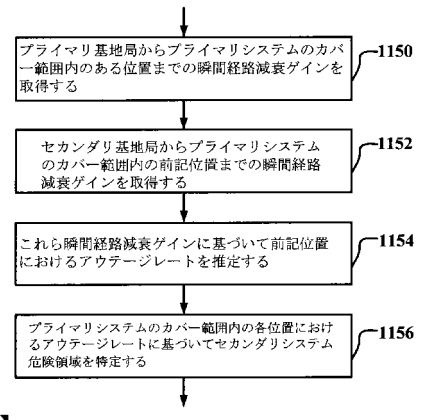 プライマリ基地局からプライマリシステムのカバ
ー範囲内のある位置までの瞬間経路減衰ゲインを
取得する
1150
セカンダリ基地局からプライマリシステム
のカバー範囲内の前記位置までの瞬間経路
減衰ゲインを取得する
1152
これら瞬間経路減衰ゲインに基づいて前記位置
におけるアウテージレートを推定する
1154
プライマリシステムのカバー範囲内の各位置におけ
るアウテージレートに基づいてセカンダリシステム
危険領域を特定する
1156